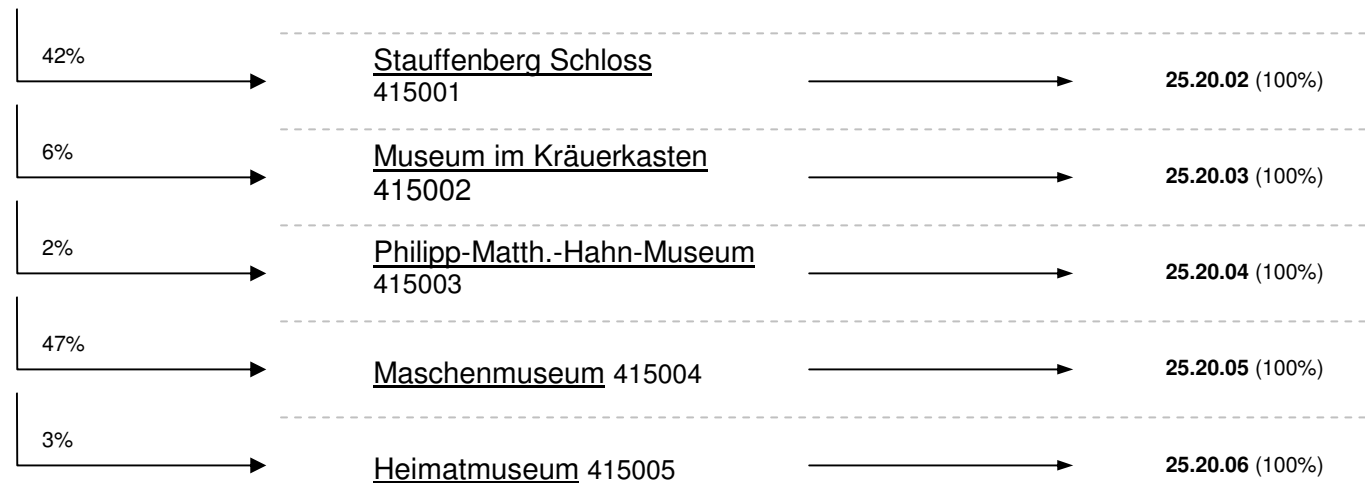 42%
Stauffenberg Schloss
415001
25.20.02 (100%)
6%
Museum im Kräuerkasten
415002
25.20.03 (100%)
2%
Philipp-Matth.-Hahn-Museum
415003
25.20.04 (100%)
47%
Maschenmuseum 415004
25.20.05 (100%)
3%
Heimatmuseum 415005
25.20.06 (100%)